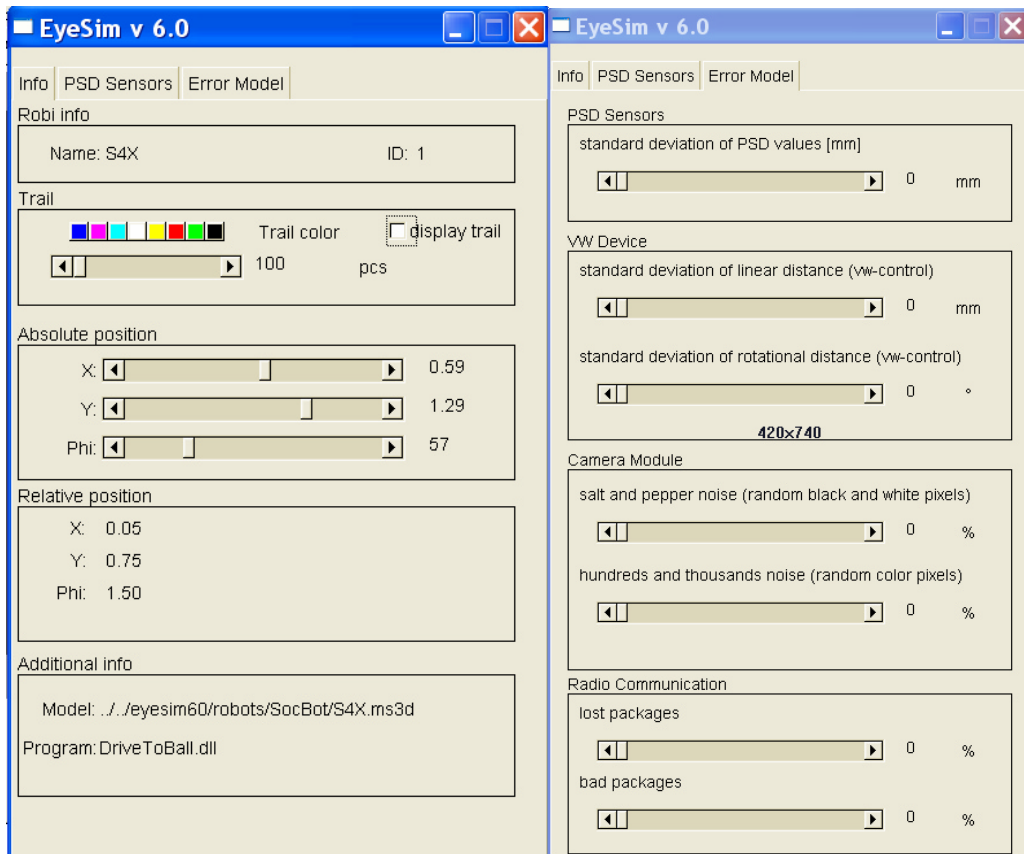 EyeSim v 6.0
Info PSD Sensors Error Model
Robi info
Name: S4X ID: 1
Trail
Trail color display trail
100 pcs
Absolute position
X: 0.59
Y: 1.29
Phi: 57
Relative position
X: 0.05
Y: 0.75
Phi: 1.50
Additional info
Model: ../../eyesim60/robots/SocBot/S4X.ms3d
Program: DriveToBall.dll
EyeSim v 6.0
Info PSD Sensors Error Model
PSD Sensors
standard deviation of PSD values [mm]
0 mm
VW Device
standard deviation of linear distance (vw-control)
0 mm
standard deviation of rotational distance (vw-control)
0 °
420x740
Camera Module
salt and pepper noise (random black and white pixels)
0 %
hundreds and thousands noise (random color pixels)
0 %
Radio Communication
lost packages
0 %
bad packages
0 %